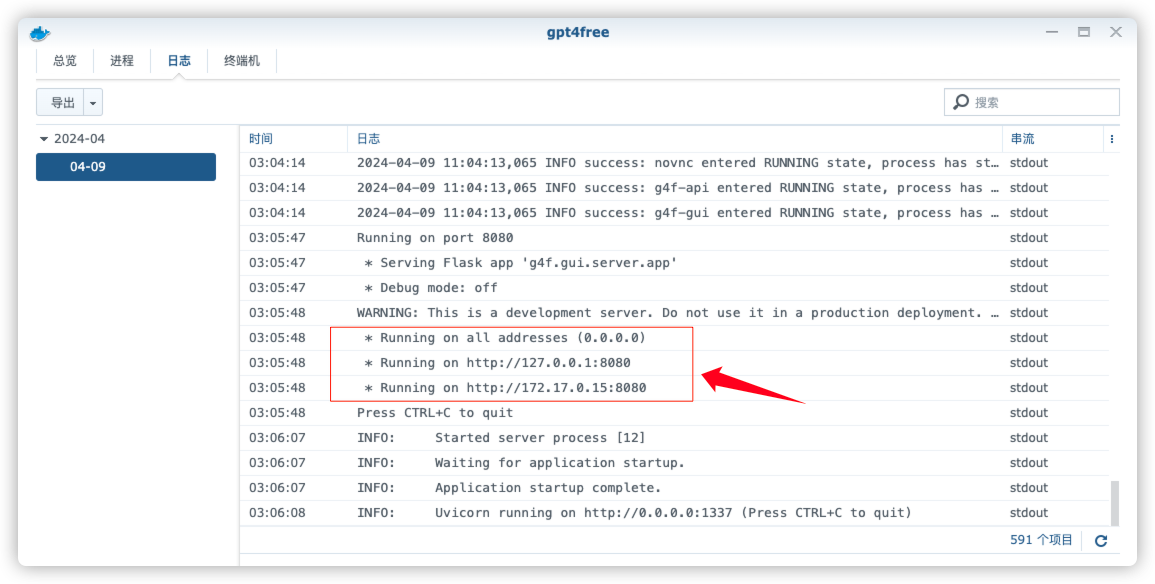 gpt4free
总览 进程 日志 终端机
导出 搜索
2024-04
04-09
时间 日志 串流
03:04:14 2024-04-09 11:04:13,065 INFO success: novnc entered RUNNING state, process has st… stdout
03:04:14 2024-04-09 11:04:13,065 INFO success: g4f-api entered RUNNING state, process has … stdout
03:04:14 2024-04-09 11:04:13,065 INFO success: g4f-gui entered RUNNING state, process has … stdout
03:05:47 Running on port 8080 stdout
03:05:47 * Serving Flask app 'g4f.gui.server.app' stdout
03:05:47 * Debug mode: off stdout
03:05:48 WARNING: This is a development server. Do not use it in a production deployment. … stdout
03:05:48 * Running on all addresses (0.0.0.0) stdout
03:05:48 * Running on http://127.0.0.1:8080 stdout
03:05:48 * Running on http://172.17.0.15:8080 stdout
03:05:48 Press CTRL+C to quit stdout
03:06:07 INFO: Started server process [12] stdout
03:06:07 INFO: Waiting for application startup. stdout
03:06:07 INFO: Application startup complete. stdout
03:06:08 INFO: Uvicorn running on http://0.0.0.0:1337 (Press CTRL+C to quit) stdout
591 个项目